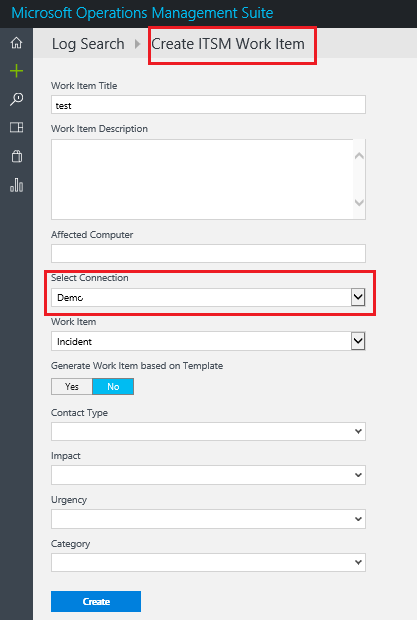 Microsoft Operations Management Suite
Log Search Create ITSM Work Item
Work Item Title
test
Work Item Description
Affected Computer
Select Connection
Demo
Work Item
Incident
Generate Work Item based on Template
Yes No
Contact Type
Impact
Urgency
Category
Create